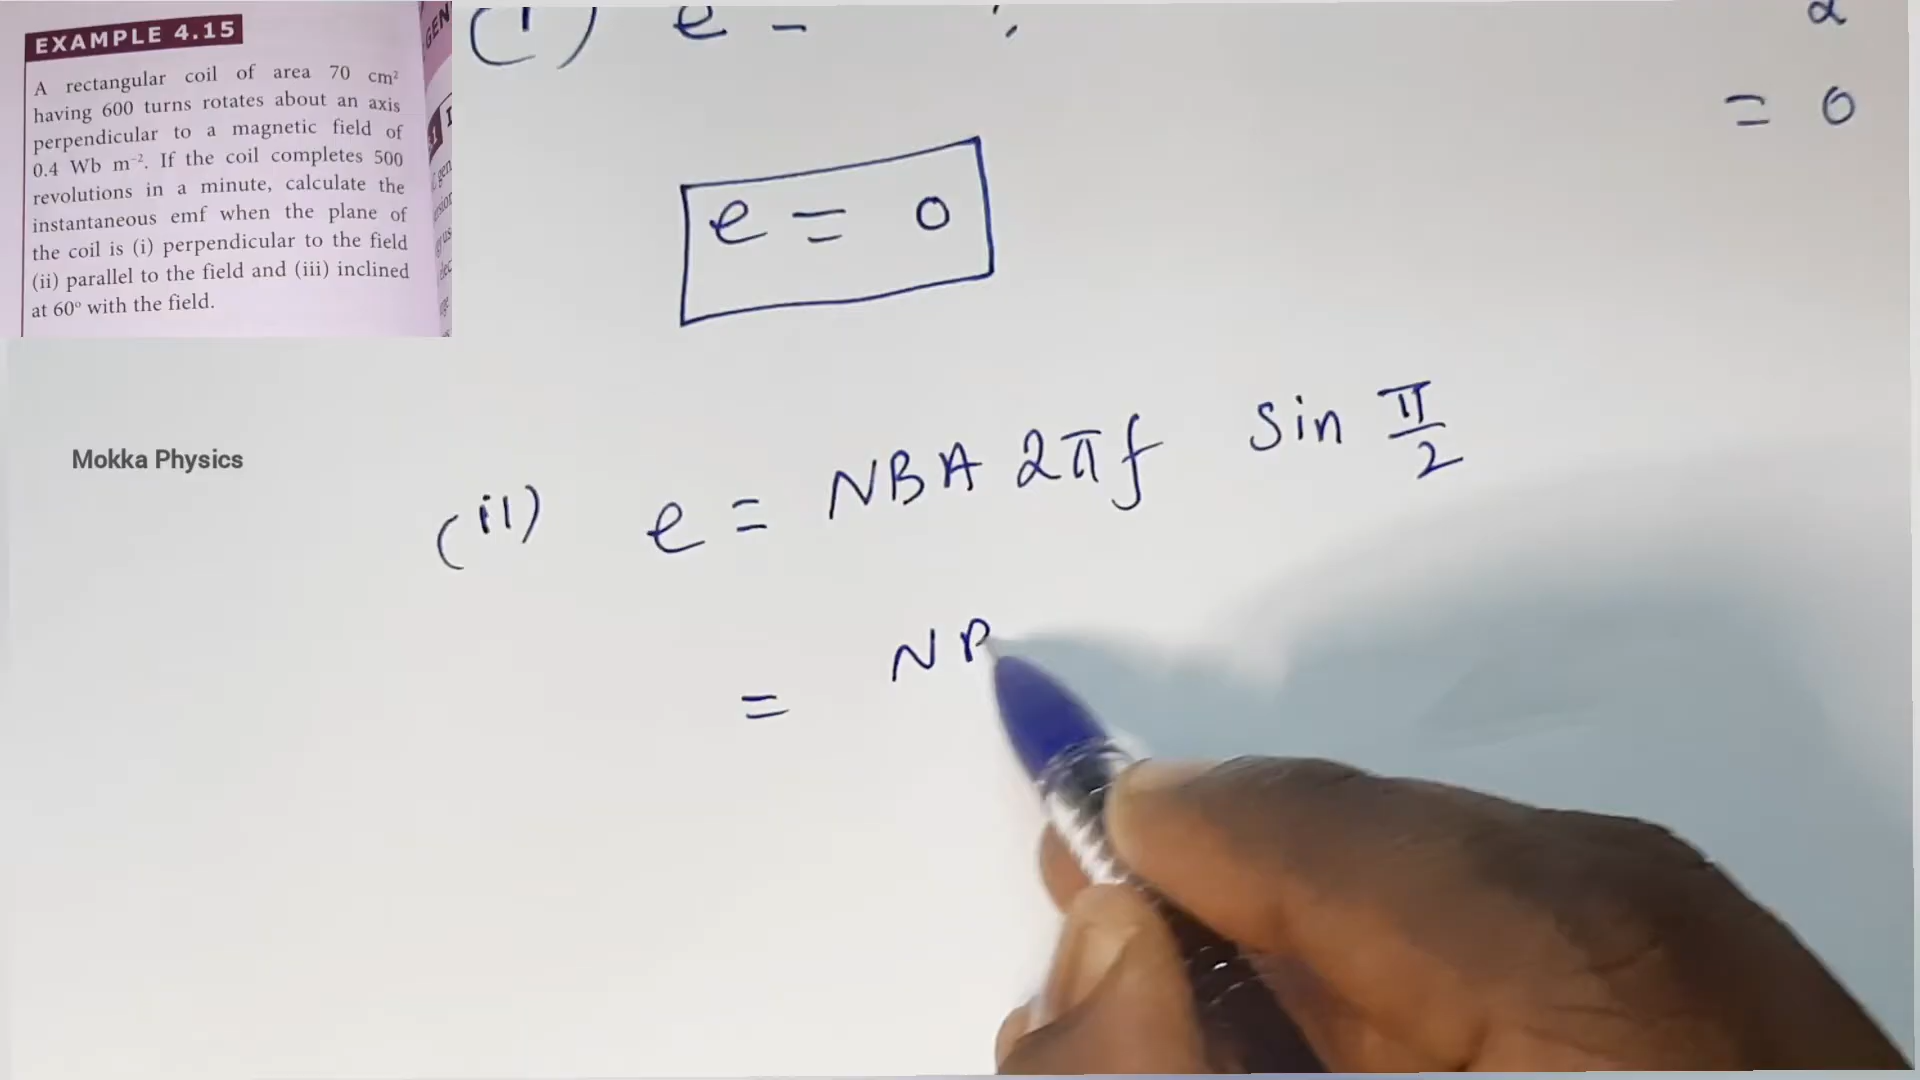 EXAMPLE 4.15
A rectangular coil of area 70 cm²
having 600 turns rotates about an axis
perpendicular to a magnetic field of
0.4 Wb m⁻². If the coil completes 500
revolutions in a minute, calculate the
instantaneous emf when the plane of
the coil is (i) perpendicular to the field
(ii) parallel to the field and (iii) inclined
at 60º with the field.
GEN
(i) e -
= 0
e = 0
Mokka Physics
(ii) e = NBA 2πf sin π/2
= N